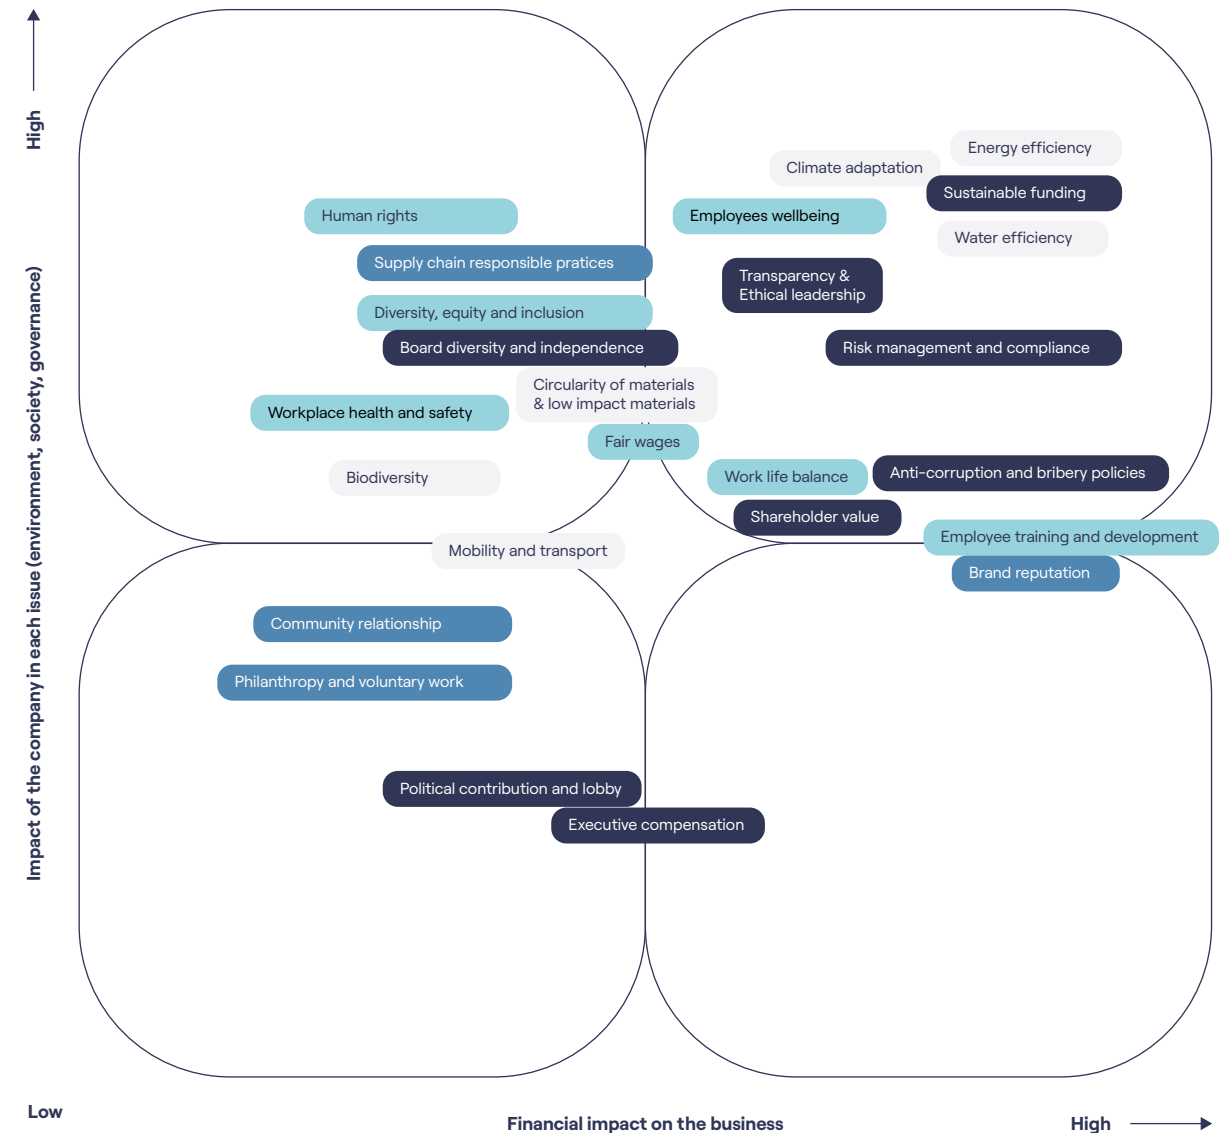 High
Impact of the company in each issue (environment, society, governance)
Energy efficiency
Climate adaptation
Sustainable funding
Human rights
Employees wellbeing
Water efficiency
Supply chain responsible pratices
Transparency &
Ethical leadership
Diversity, equity and inclusion
Board diversity and independence
Risk management and compliance
Circularity of materials
& low impact materials
Workplace health and safety
Fair wages
Biodiversity
Work life balance
Anti-corruption and bribery policies
Shareholder value
Employee training and development
Mobility and transport
Brand reputation
Community relationship
Philanthropy and voluntary work
Political contribution and lobby
Executive compensation
Low
Financial impact on the business
High